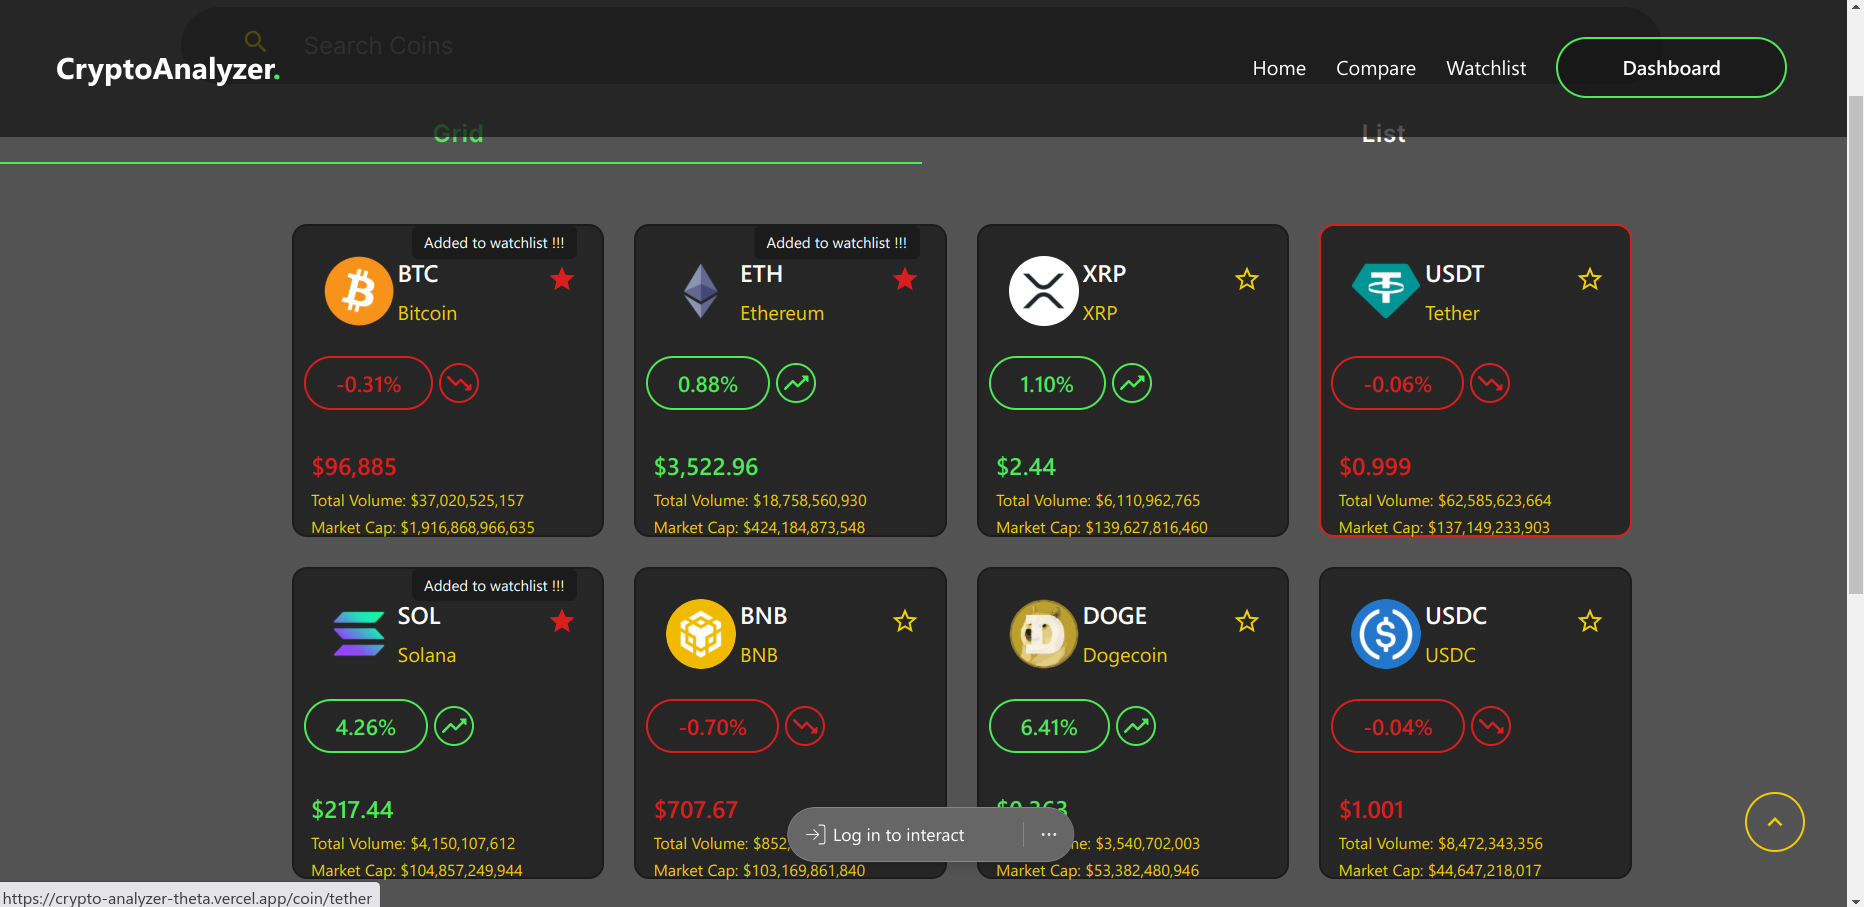 Search Coins
CryptoAnalyzer.
Home Compare Watchlist Dashboard
Grid List
Added to watchlist !!!
BTC
Bitcoin
-0.31%
$96,885
Total Volume: $37,020,525,157
Market Cap: $1,916,868,966,635
Added to watchlist !!!
ETH
Ethereum
0.88%
$3,522.96
Total Volume: $18,758,560,930
Market Cap: $424,184,873,548
XRP
XRP
1.10%
$2.44
Total Volume: $6,110,962,765
Market Cap: $139,627,816,460
USDT
Tether
-0.06%
$0.999
Total Volume: $62,585,623,664
Market Cap: $137,149,233,903
Added to watchlist !!!
SOL
Solana
4.26%
$217.44
Total Volume: $4,150,107,612
Market Cap: $104,857,249,944
BNB
BNB
-0.70%
$707.67
Total Volume: $852,
Market Cap: $103,169,861,840
DOGE
Dogecoin
6.41%
$3,540,702,003
Market Cap: $53,382,480,946
USDC
USDC
-0.04%
$1.001
Total Volume: $8,472,343,356
Market Cap: $44,647,218,017
Log in to interact
https://crypto-analyzer-theta.vercel.app/coin/tether